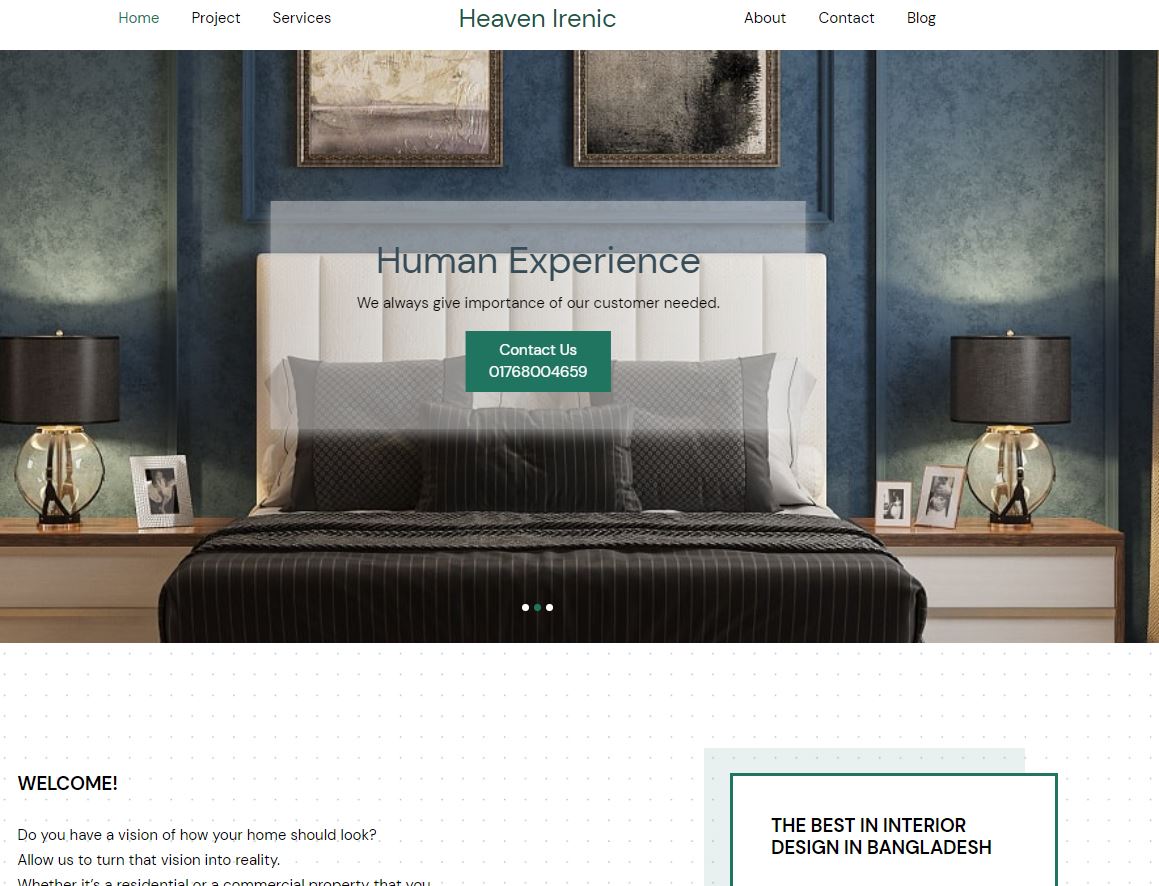 Home
Project
Services
Heaven Irenic
About
Contact
Blog
Human Experience
We always give importance of our customer needed.
Contact Us
01768004659
WELCOME!
Do you have a vision of how your home should look?
Allow us to turn that vision into reality.
Whether it’s a residential or a commercial property that you
THE BEST IN INTERIOR
DESIGN IN BANGLADESH